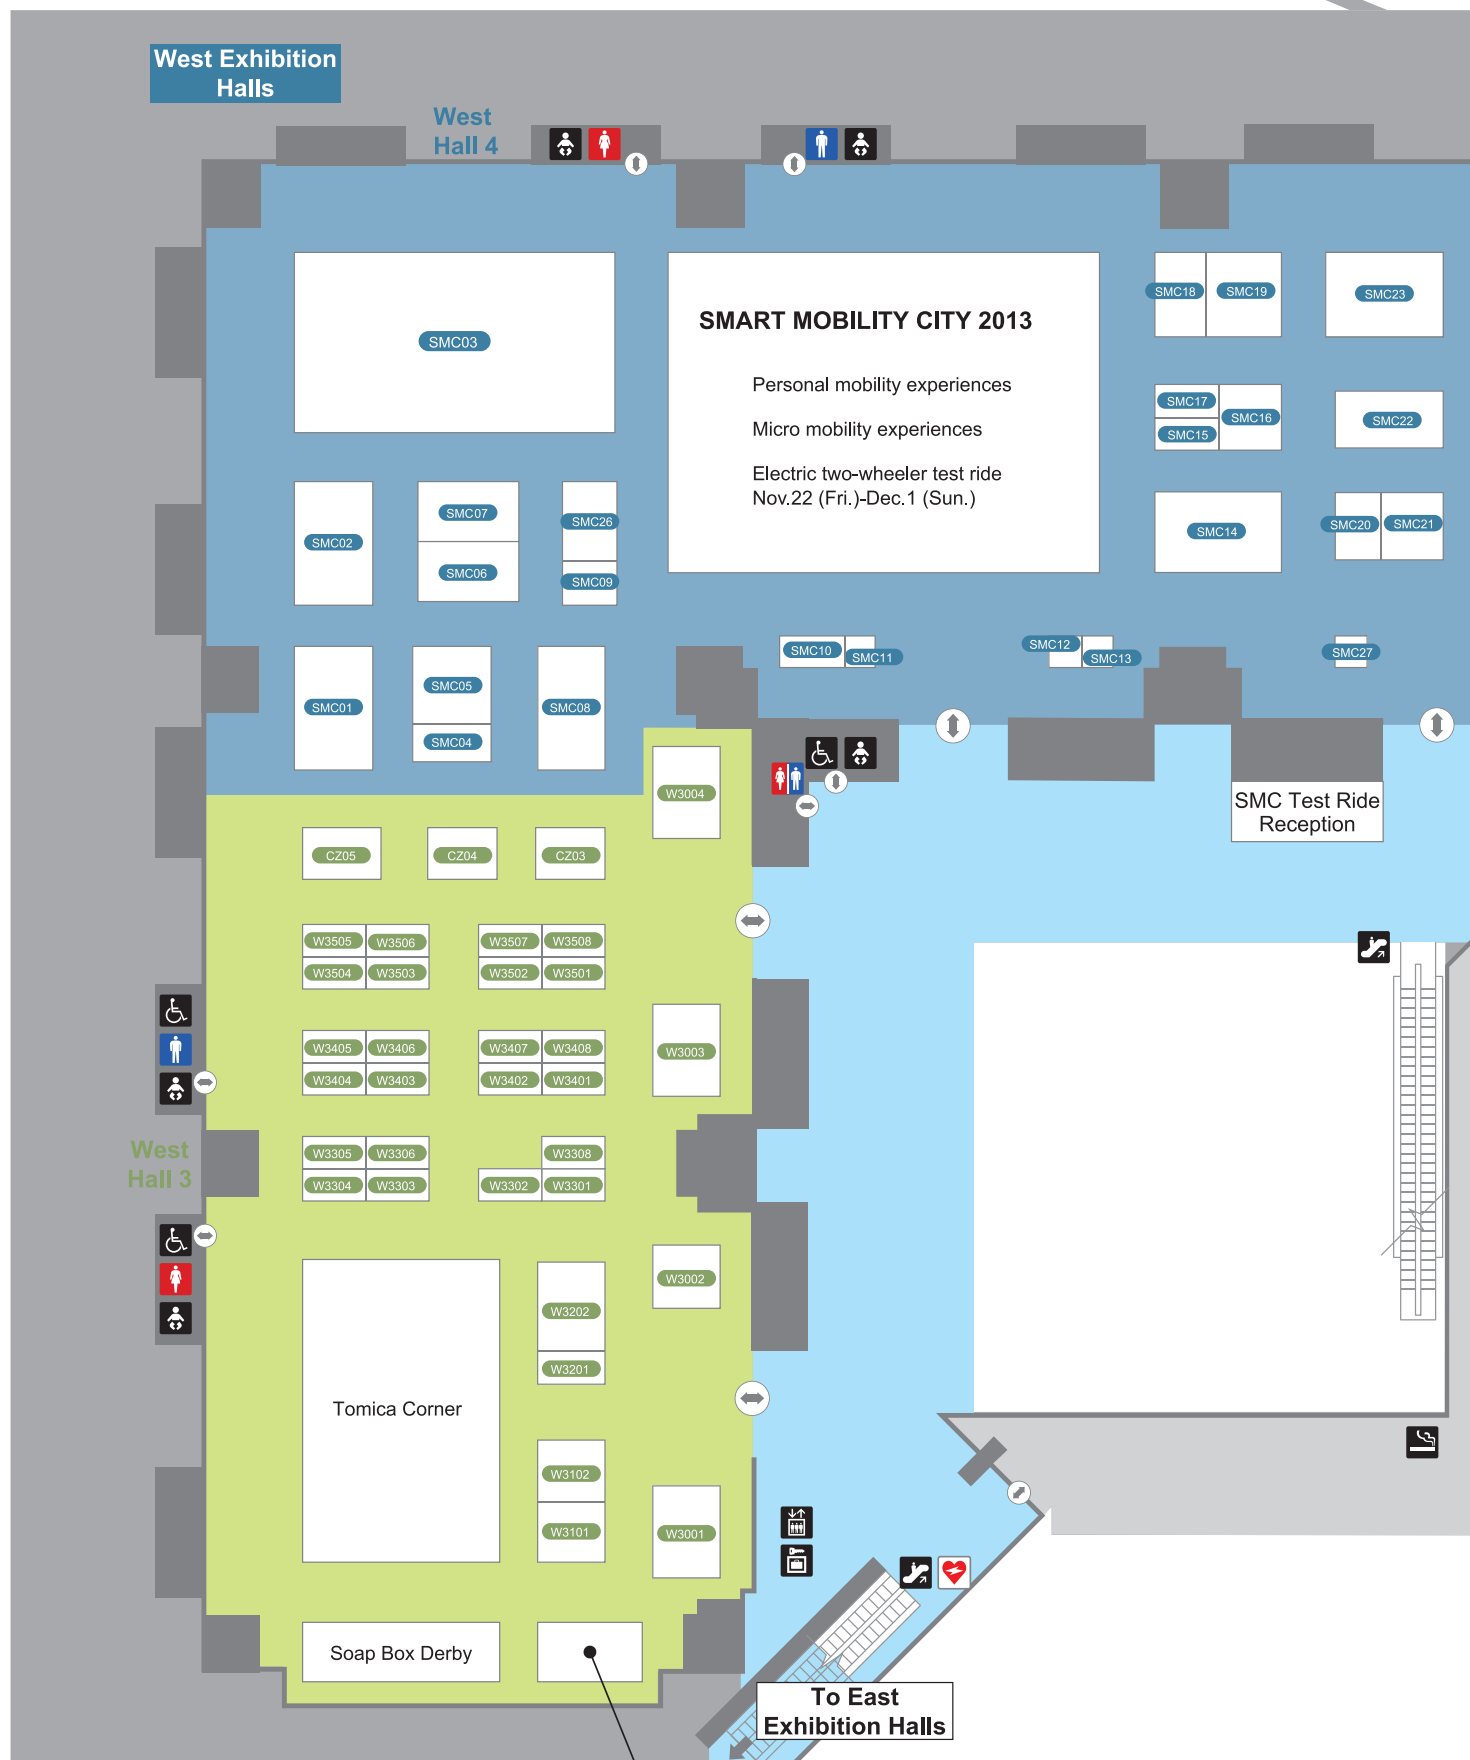 West Exhibition
Halls
West
Hall 4
SMC03
SMART MOBILITY CITY 2013
Personal mobility experiences
Micro mobility experiences
Electric two-wheeler test ride
Nov.22 (Fri.)-Dec.1 (Sun.)
SMC18
SMC19
SMC23
SMC17
SMC16
SMC15
SMC22
SMC14
SMC20
SMC21
SMC02
SMC07
SMC06
SMC26
SMC09
SMC10
SMC11
SMC12
SMC13
SMC27
SMC01
SMC05
SMC04
SMC08
SMC Test Ride
Reception
W3004
CZ05
CZ04
CZ03
W3505
W3506
W3507
W3508
W3504
W3503
W3502
W3501
W3003
W3405
W3406
W3407
W3408
W3404
W3403
W3402
W3401
West
Hall 3
W3305
W3306
W3308
W3304
W3303
W3302
W3301
W3002
W3202
W3201
Tomica Corner
W3102
W3101
W3001
Soap Box Derby
To East
Exhibition Halls